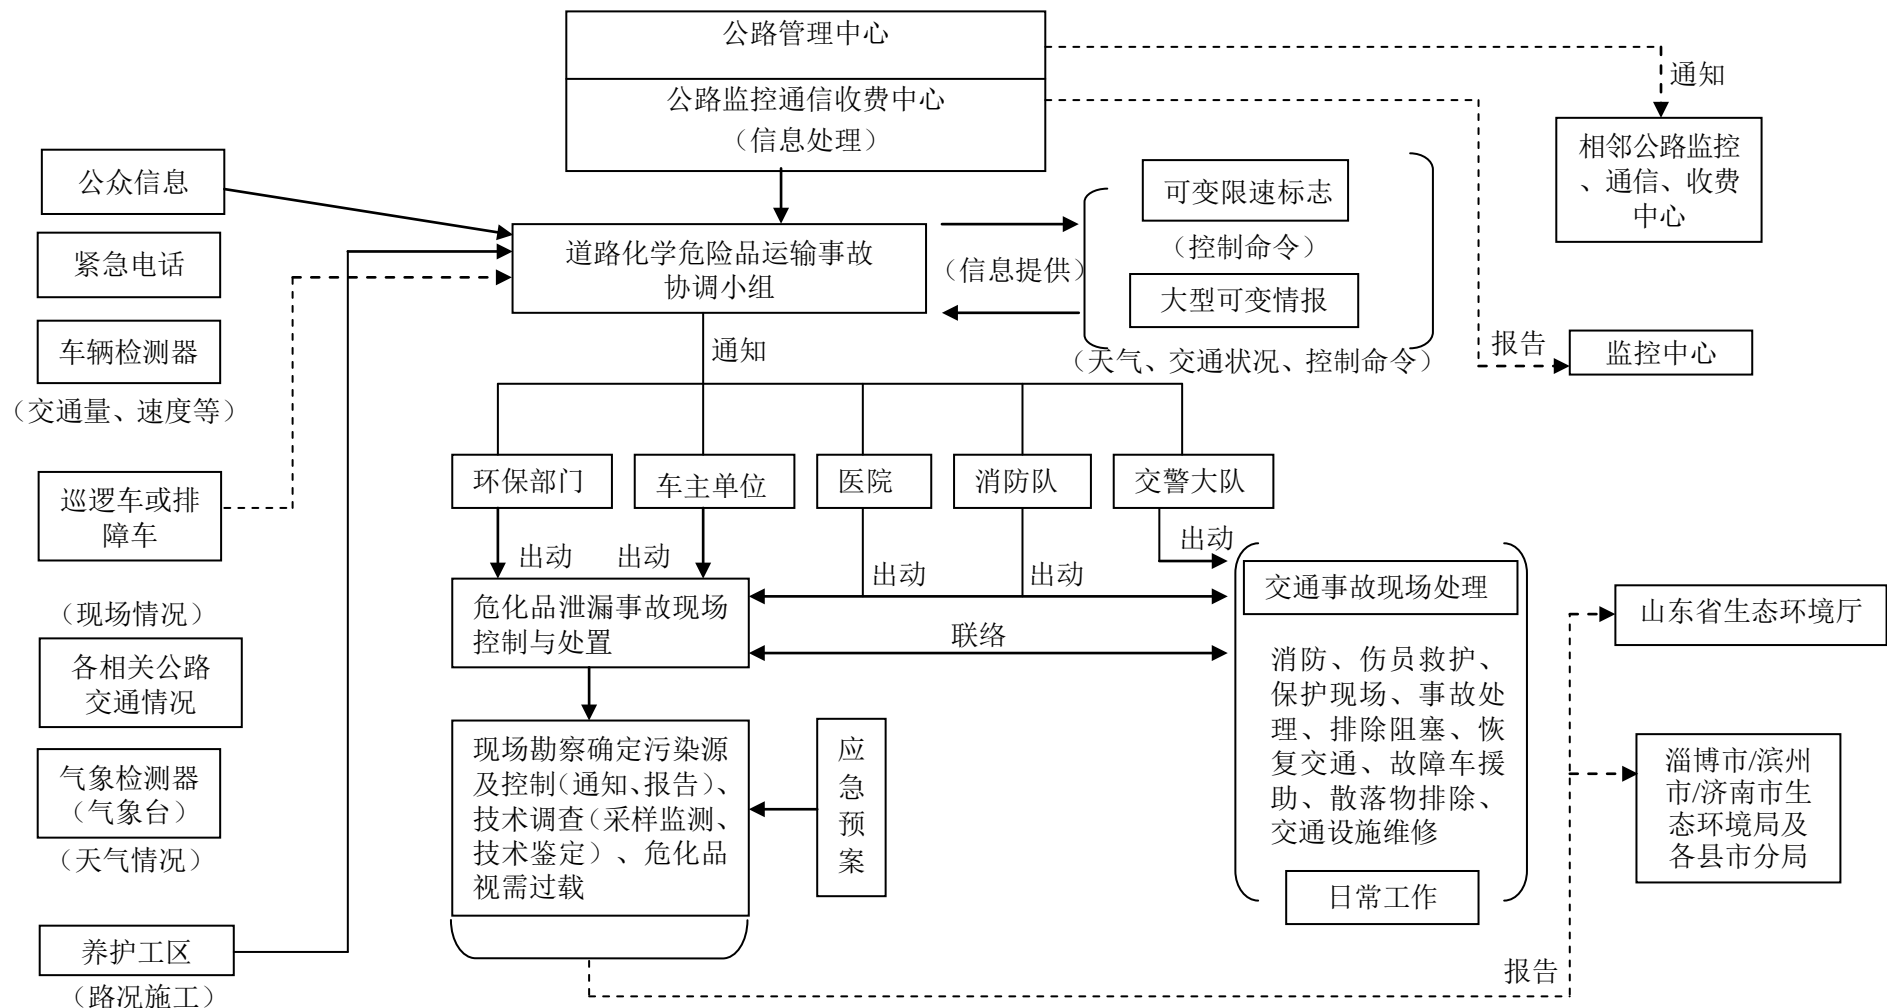 公路管理中心
公路监控通信收费中心
（信息处理）
通知
相邻公路监控
、通信、收费
中心
公众信息
紧急电话
车辆检测器
（交通量、速度等）
巡逻车或排
障车
（现场情况）
各相关公路
交通情况
气象检测器
（气象台）
（天气情况）
养护工区
（路况施工）
道路化学危险品运输事故
协调小组
（信息提供）
可变限速标志
（控制命令）
大型可变情报
（天气、交通状况、控制命令）
报告
监控中心
通知
环保部门
车主单位
医院
消防队
交警大队
出动
出动
出动
出动
出动
危化品泄漏事故现场
控制与处置
联络
交通事故现场处理
消防、伤员救护、
保护现场、事故处
理、排除阻塞、恢
复交通、故障车援
助、散落物排除、
交通设施维修
日常工作
现场勘察确定污染源
及控制（通知、报告）、
技术调查（采样监测、
技术鉴定）、危化品
视需过载
应
急
预
案
山东省生态环境厅
淄博市/滨州
市/济南市生
态环境局及
各县市分局
报告